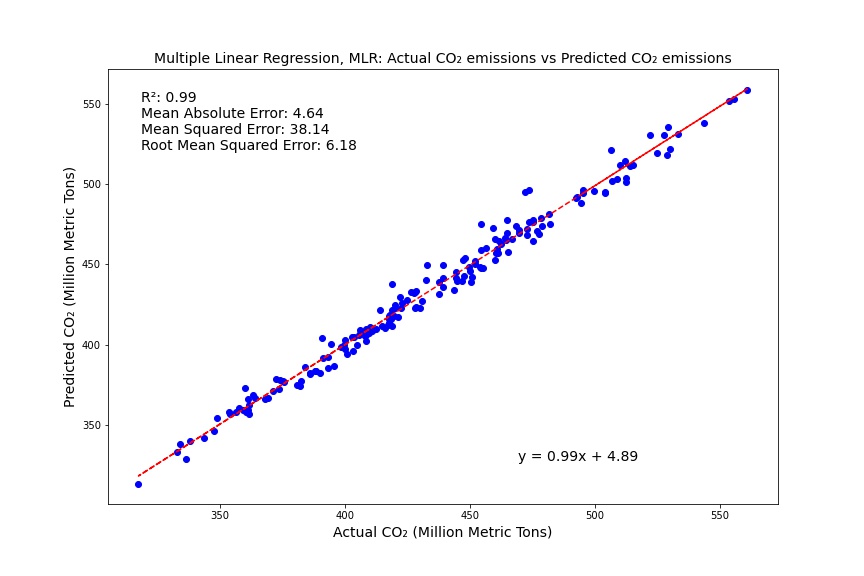 Multiple Linear Regression, MLR: Actual CO₂ emissions vs Predicted CO₂ emissions
R²: 0.99
Mean Absolute Error: 4.64
Mean Squared Error: 38.14
Root Mean Squared Error: 6.18
Predicted CO₂ (Million Metric Tons)
550
500
450
400
350
y = 0.99x + 4.89
350 400 450 500 550
Actual CO₂ (Million Metric Tons)